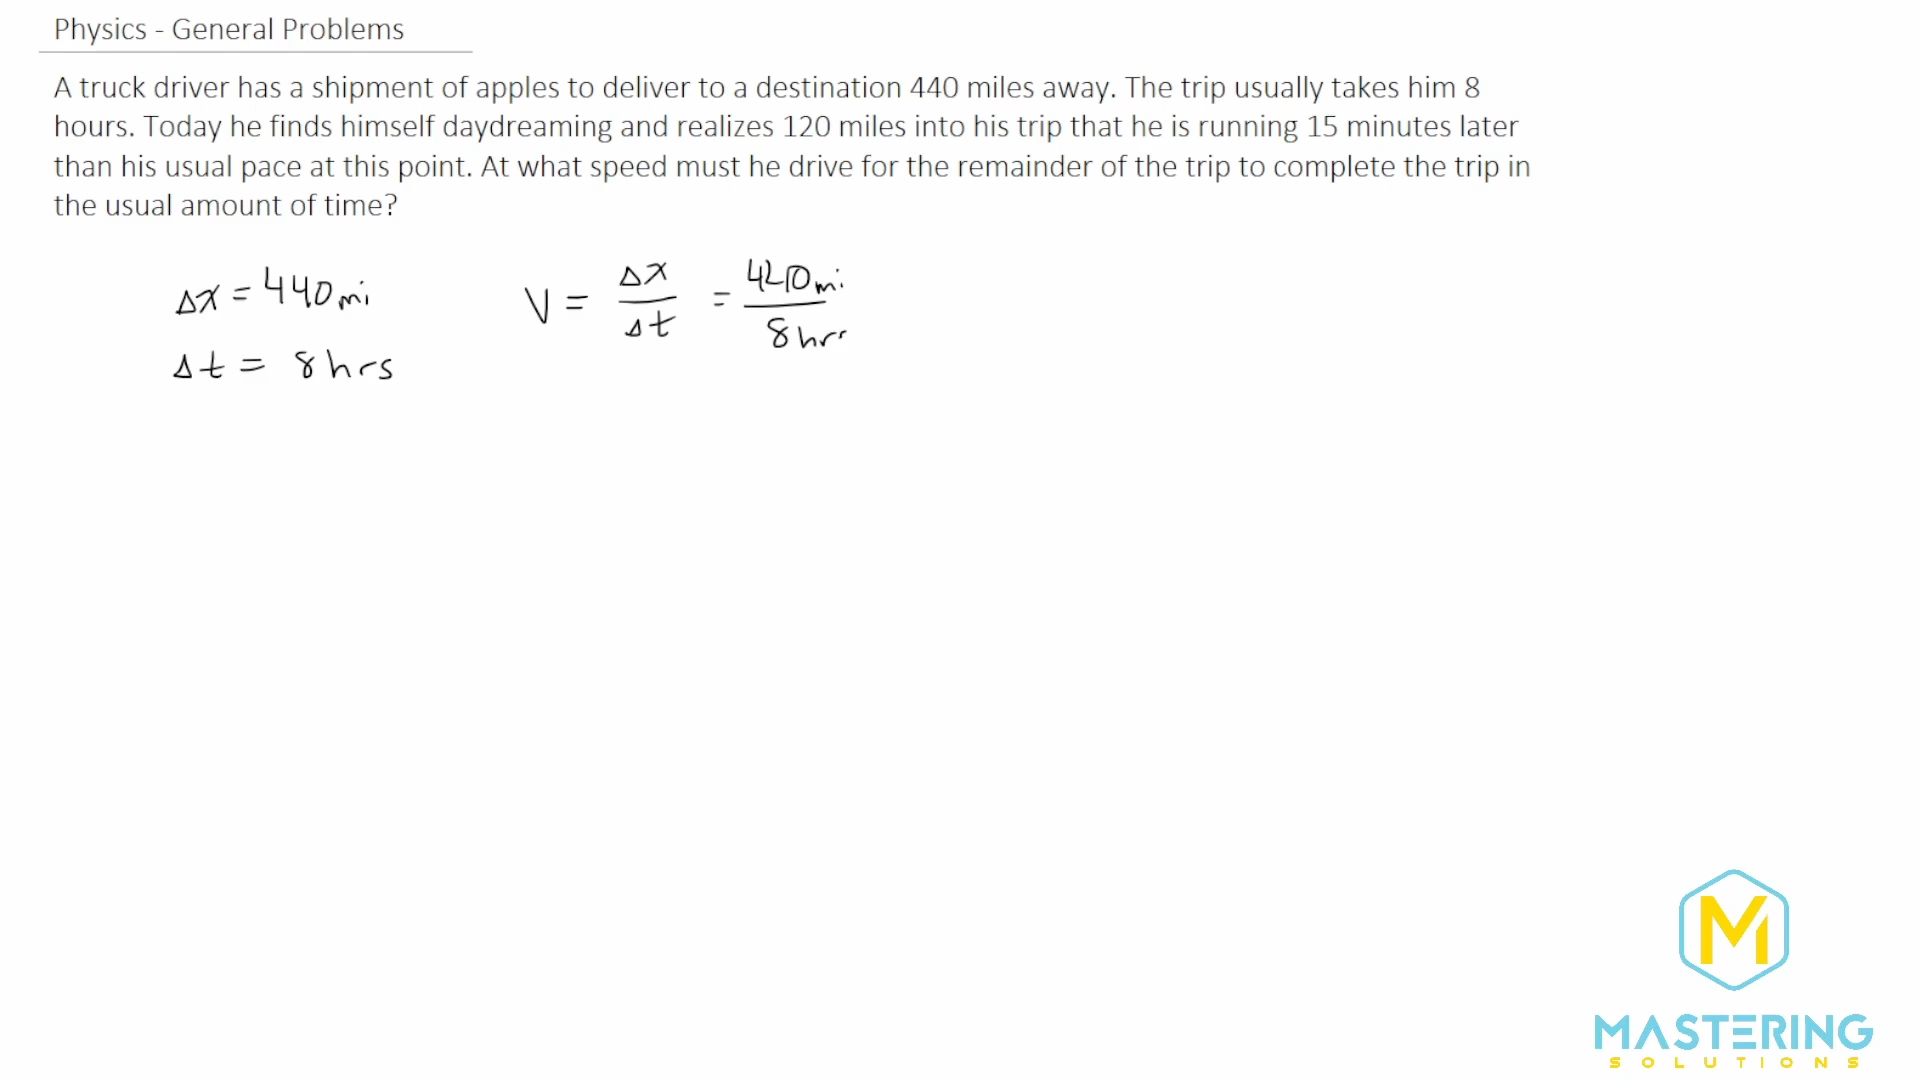 Physics - General Problems
A truck driver has a shipment of apples to deliver to a destination 440 miles away. The trip usually takes him 8
hours. Today he finds himself daydreaming and realizes 120 miles into his trip that he is running 15 minutes later
than his usual pace at this point. At what speed must he drive for the remainder of the trip to complete the trip in
the usual amount of time?
Δx = 440 mi
Δt = 8 hrs
V = Δx / Δt = 440 mi / 8 hrs
MASTERING
SOLUTIONS